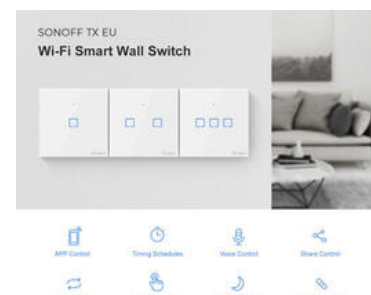 SONOFF TX EU
Wi-Fi Smart Wall Switch
APP Control
Timing Schedules
Voice Control
Share Control